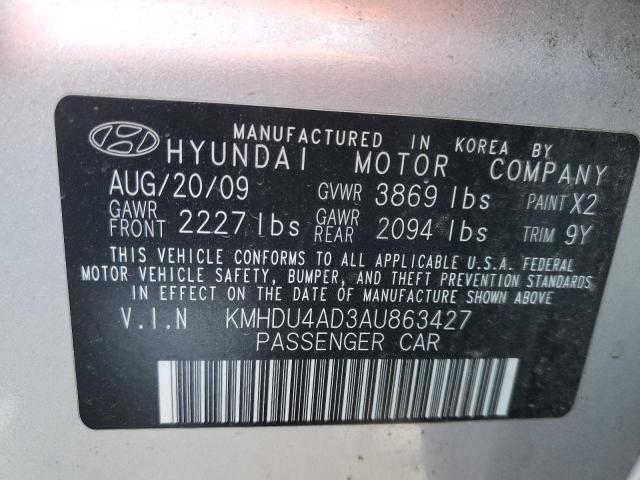 MANUFACTURED IN KOREA BY
HYUNDAI MOTOR COMPANY
AUG/20/09 GVWR 3869 lbs PAINT X2
GAWR FRONT 2227 lbs GAWR REAR 2094 lbs TRIM 9Y
THIS VEHICLE CONFORMS TO ALL APPLICABLE U.S.A. FEDERAL
MOTOR VEHICLE SAFETY, BUMPER, AND THEFT PREVENTION STANDARDS
IN EFFECT ON THE DATE OF MANUFACTURE SHOWN ABOVE
V.I.N KMHDU4AD3AU863427
PASSENGER CAR